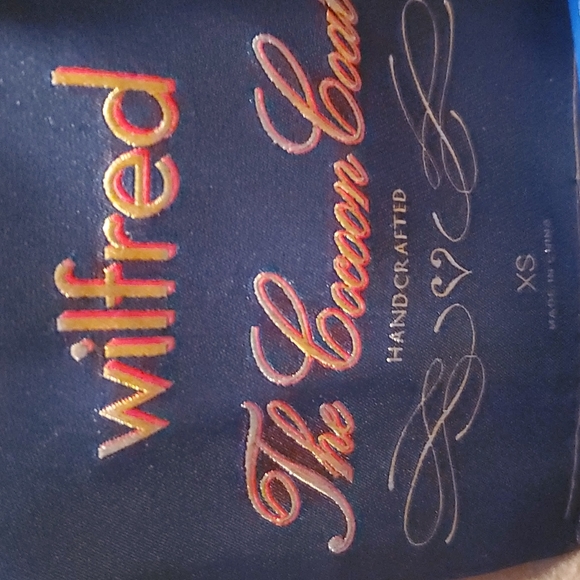 wilfred
The Cocoon Coat
HANDCRAFTED
XS
MADE IN CHINA